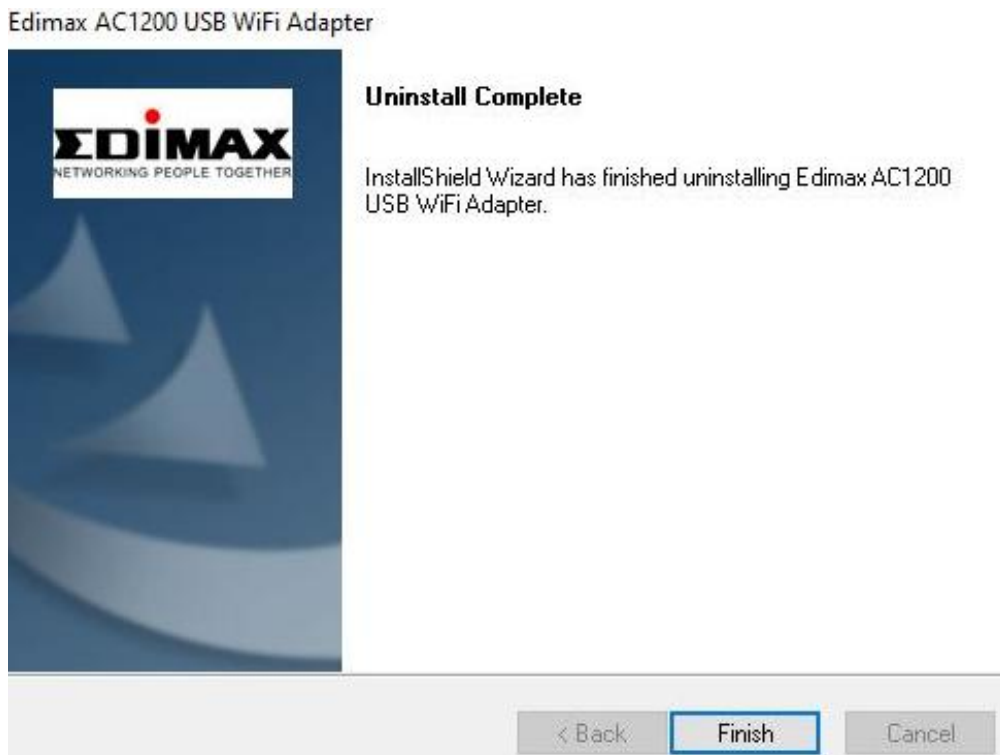 Edimax AC1200 USB WiFi Adapter
EDiMAX
NETWORKING PEOPLE TOGETHER
Uninstall Complete
InstallShield Wizard has finished uninstalling Edimax AC1200
USB WiFi Adapter.
< Back
Finish
Cancel